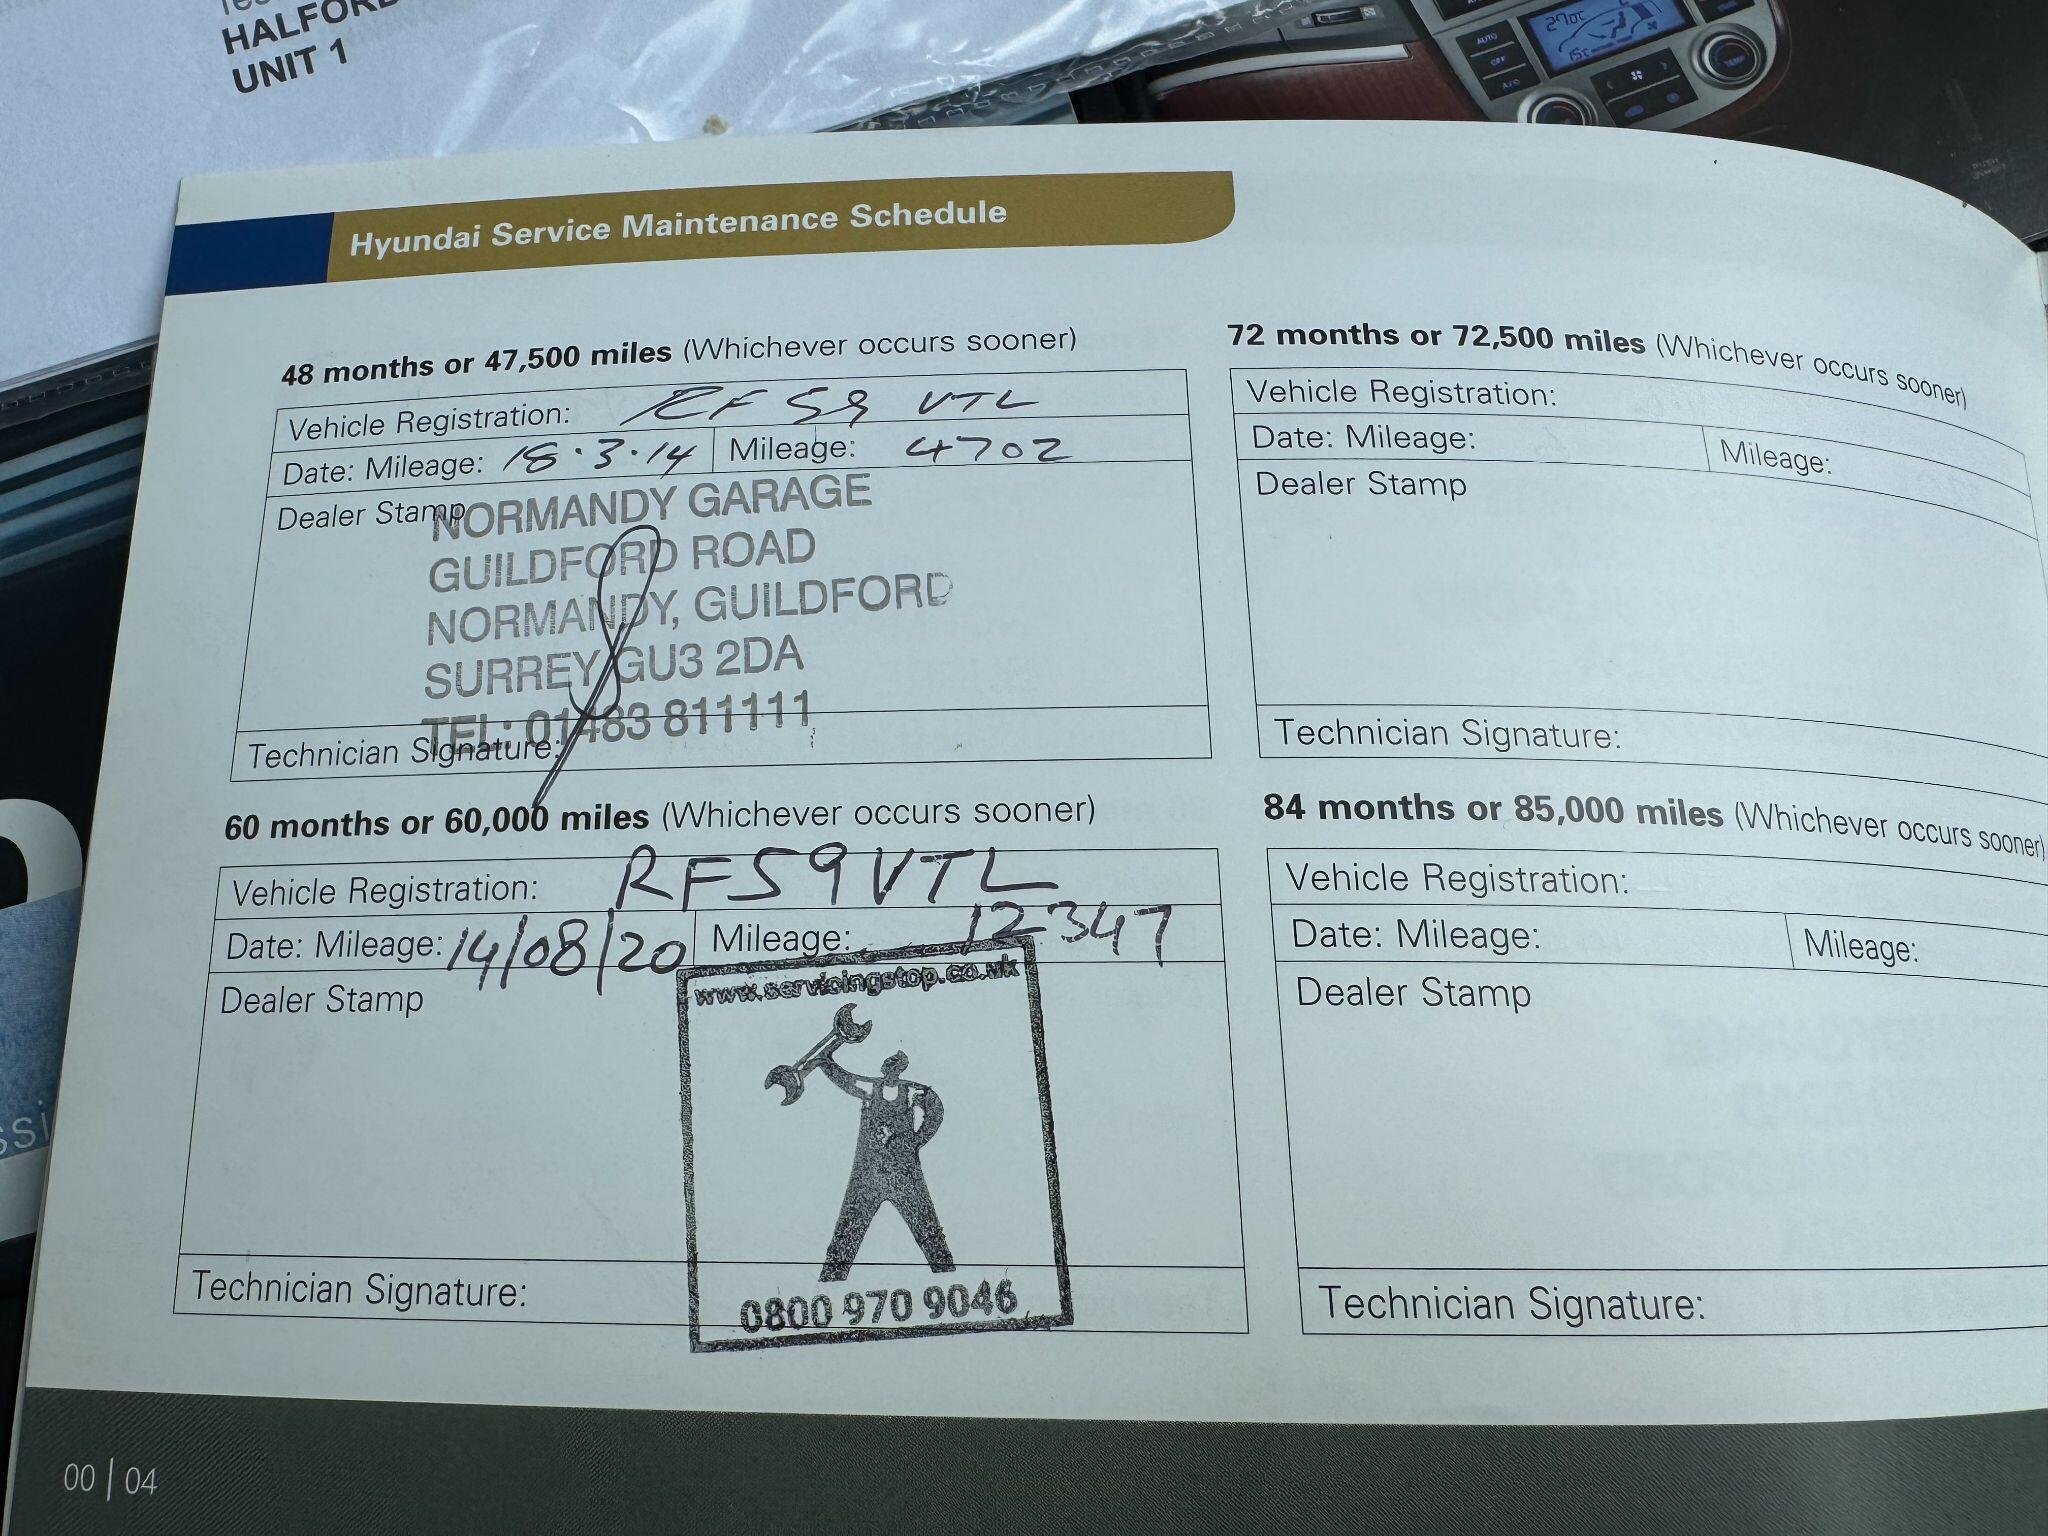 HALFORD
UNIT 1
AUTO
OFF
A/C
TEMP
Hyundai Service Maintenance Schedule
48 months or 47,500 miles (Whichever occurs sooner)
Vehicle Registration: RF59 VTL
Date: Mileage: 18.3.14 Mileage: 4702
Dealer Stamp
NORMANDY GARAGE
GUILDFORD ROAD
NORMANDY, GUILDFORD
SURREY GU3 2DA
TEL: 01483 811111
Technician Signature:
60 months or 60,000 miles (Whichever occurs sooner)
Vehicle Registration: RF59VTL
Date: Mileage: 14/08/20 Mileage: 12347
Dealer Stamp
www.servicingstop.co.uk
0800 970 9046
Technician Signature:
72 months or 72,500 miles (Whichever occurs sooner)
Vehicle Registration:
Date: Mileage: Mileage:
Dealer Stamp
Technician Signature:
84 months or 85,000 miles (Whichever occurs sooner)
Vehicle Registration:
Date: Mileage: Mileage:
Dealer Stamp
Technician Signature:
00 | 04